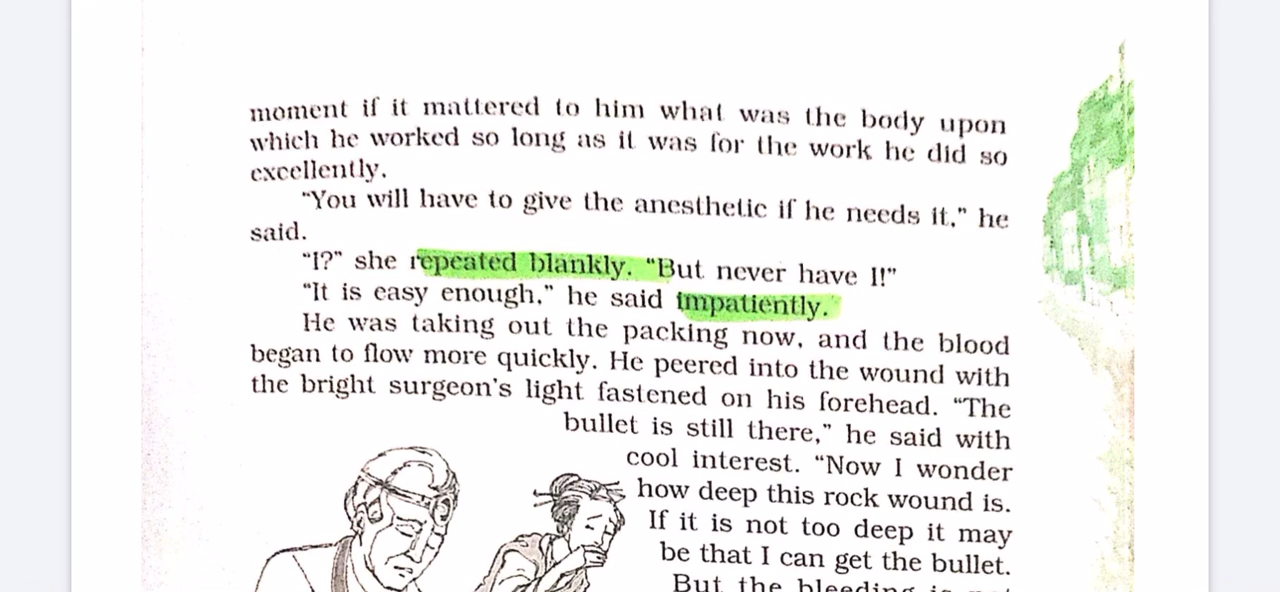 moment if it mattered to him what was the body upon
which he worked so long as it was for the work he did so
excellently.
"You will have to give the anesthetic if he needs it," he
said.
"I?" she repeated blankly. "But never have I!"
"It is easy enough," he said impatiently.
He was taking out the packing now, and the blood
began to flow more quickly. He peered into the wound with
the bright surgeon's light fastened on his forehead. "The
bullet is still there," he said with
cool interest. "Now I wonder
how deep this rock wound is.
If it is not too deep it may
be that I can get the bullet.
But the bleeding is not